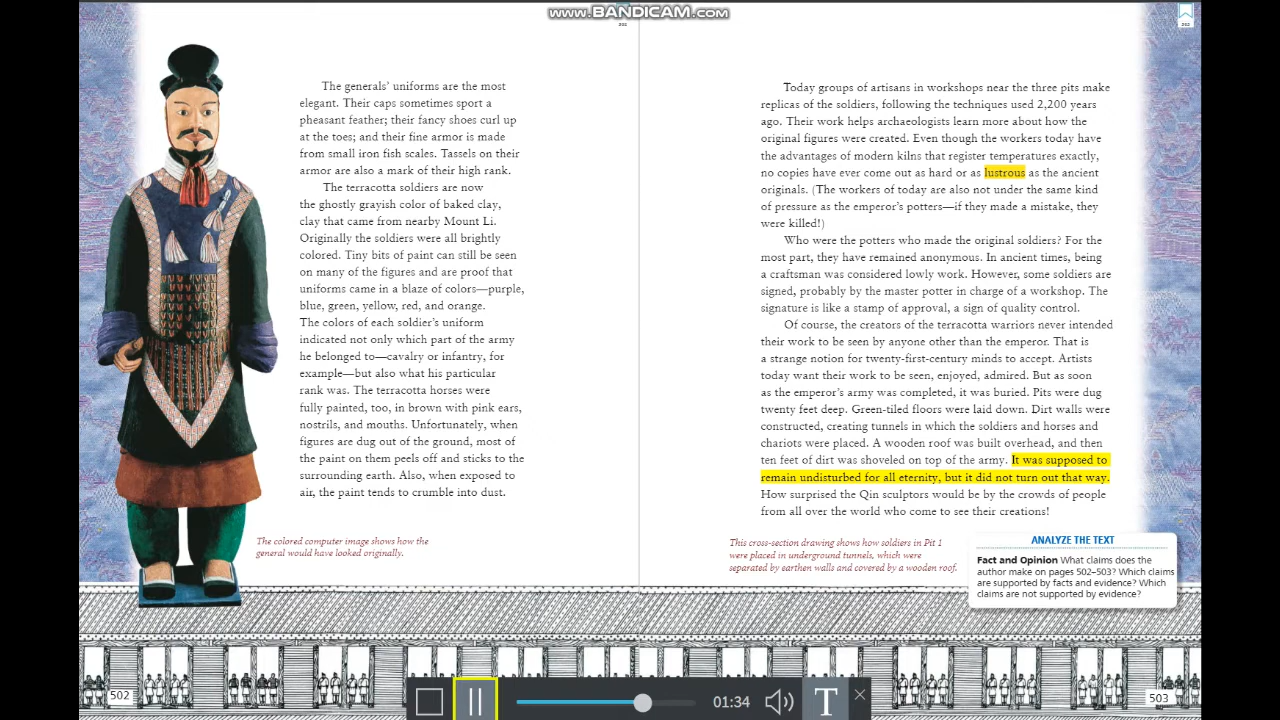 www.BANDICAM.com
The generals' uniforms are the most
elegant. Their caps sometimes sport a
pheasant feather; their fancy shoes curl up
at the toes; and their fine armor is made
from small iron fish scales. Tassels on their
armor are also a mark of their high rank.
The terracotta soldiers are now
the ghostly grayish color of baked clay,
clay that came from nearby Mount Li.
Originally the soldiers were all brightly
colored. Tiny bits of paint can still be seen
on many of the figures and are proof that
uniforms came in a blaze of colors—purple,
blue, green, yellow, red, and orange.
The colors of each soldier's uniform
indicated not only which part of the army
he belonged to—cavalry or infantry, for
example—but also what his particular
rank was. The terracotta horses were
fully painted, too, in brown with pink ears,
nostrils, and mouths. Unfortunately, when
figures are dug out of the ground, most of
the paint on them peels off and sticks to the
surrounding earth. Also, when exposed to
air, the paint tends to crumble into dust.
The colored computer image shows how the
general would have looked originally.
502
Today groups of artisans in workshops near the three pits make
replicas of the soldiers, following the techniques used 2,200 years
ago. Their work helps archaeologists learn more about how the
original figures were created. Even though the workers today have
the advantages of modern kilns that register temperatures exactly,
no copies have ever come out as hard or as lustrous as the ancient
originals. (The workers of today are also not under the same kind
of pressure as the emperor's potters—if they made a mistake, they
were killed!)
Who were the potters who made the original soldiers? For the
most part, they have remained anonymous. In ancient times, being
a craftsman was considered lowly work. However, some soldiers are
signed, probably by the master potter in charge of a workshop. The
signature is like a stamp of approval, a sign of quality control.
Of course, the creators of the terracotta warriors never intended
their work to be seen by anyone other than the emperor. That is
a strange notion for twenty-first-century minds to accept. Artists
today want their work to be seen, enjoyed, admired. But as soon
as the emperor's army was completed, it was buried. Pits were dug
twenty feet deep. Green-tiled floors were laid down. Dirt walls were
constructed, creating tunnels in which the soldiers and horses and
chariots were placed. A wooden roof was built overhead, and then
ten feet of dirt was shoveled on top of the army. It was supposed to
remain undisturbed for all eternity, but it did not turn out that way.
How surprised the Qin sculptors would be by the crowds of people
from all over the world who come to see their creations!
This cross-section drawing shows how soldiers in Pit 1
were placed in underground tunnels, which were
separated by earthen walls and covered by a wooden roof.
ANALYZE THE TEXT
Fact and Opinion What claims does the
author make on pages 502–503? Which claims
are supported by facts and evidence? Which
claims are not supported by evidence?
503
01:34
T